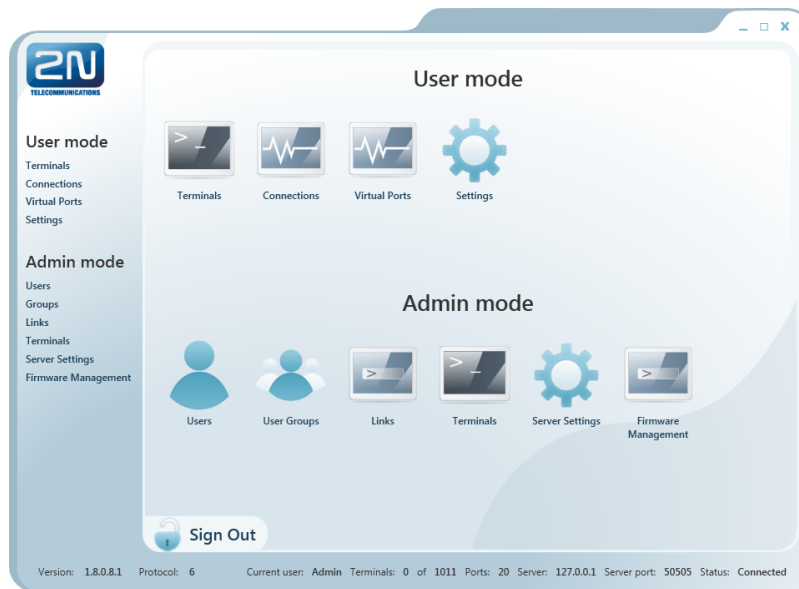 2N
TELECOMMUNICATIONS
User mode
Terminals
Connections
Virtual Ports
Settings
Admin mode
Users
Groups
Links
Terminals
Server Settings
Firmware Management
User mode
Terminals Connections Virtual Ports Settings
Admin mode
Users User Groups Links Terminals Server Settings Firmware
Management
Sign Out
Version: 1.8.0.8.1 Protocol: 6 Current user: Admin Terminals: 0 of 1011 Ports: 20 Server: 127.0.0.1 Server port: 50505 Status: Connected